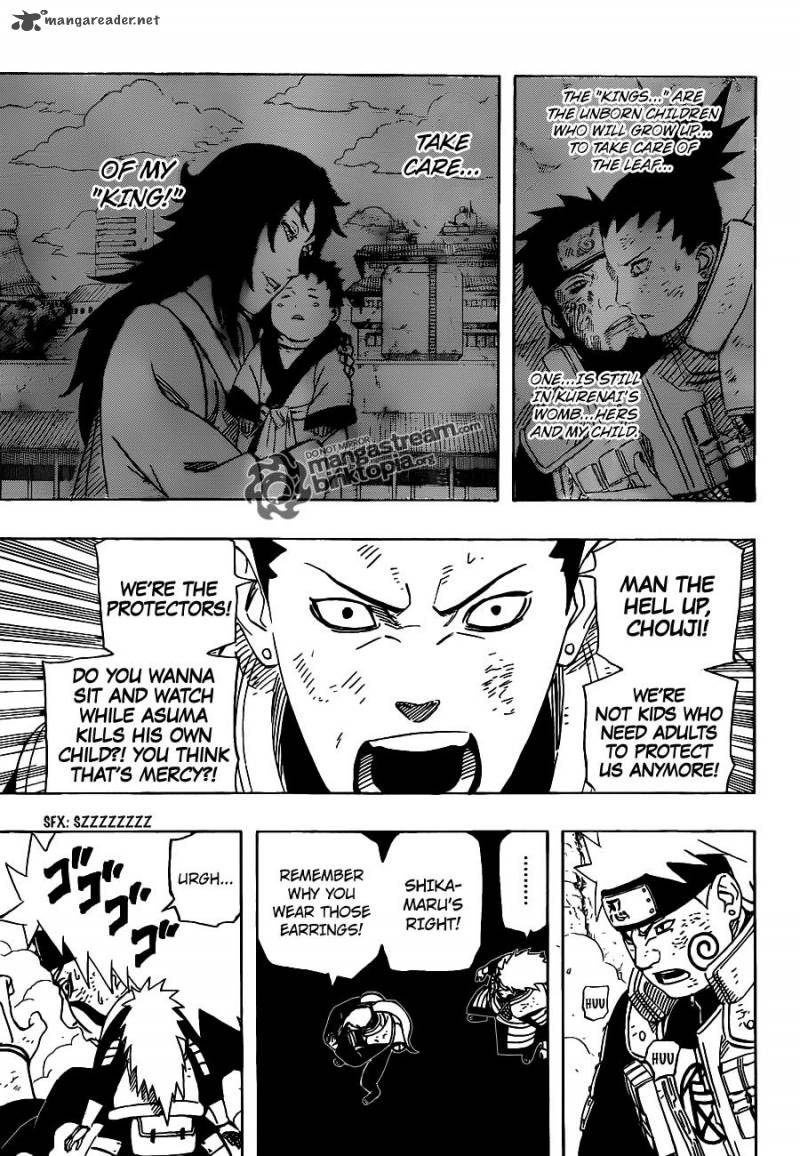 mangareader.net
THE "KINGS..." ARE
THE UNBORN CHILDREN
WHO WILL GROW UP...
TO TAKE CARE OF
THE LEAF...
ONE...IS STILL
IN KURENAI'S
WOMB...HERS
AND MY CHILD.
TAKE
CARE...
OF MY
"KING!"
DO NOT MIRROR
mangastream.com
binktopia.org
MAN THE
HELL UP,
CHOUJI!
WE'RE
NOT KIDS WHO
NEED ADULTS
TO PROTECT
US ANYMORE!
WE'RE THE
PROTECTORS!
DO YOU WANNA
SIT AND WATCH
WHILE ASUMA
KILLS HIS OWN
CHILD?! YOU THINK
THAT'S MERCY?!
HUU
HUU
.........
SHIKA-
MARU'S
RIGHT!
REMEMBER
WHY YOU
WEAR THOSE
EARRINGS!
SFX: SZZZZZZZZ
URGH...
ゴゴゴゴ